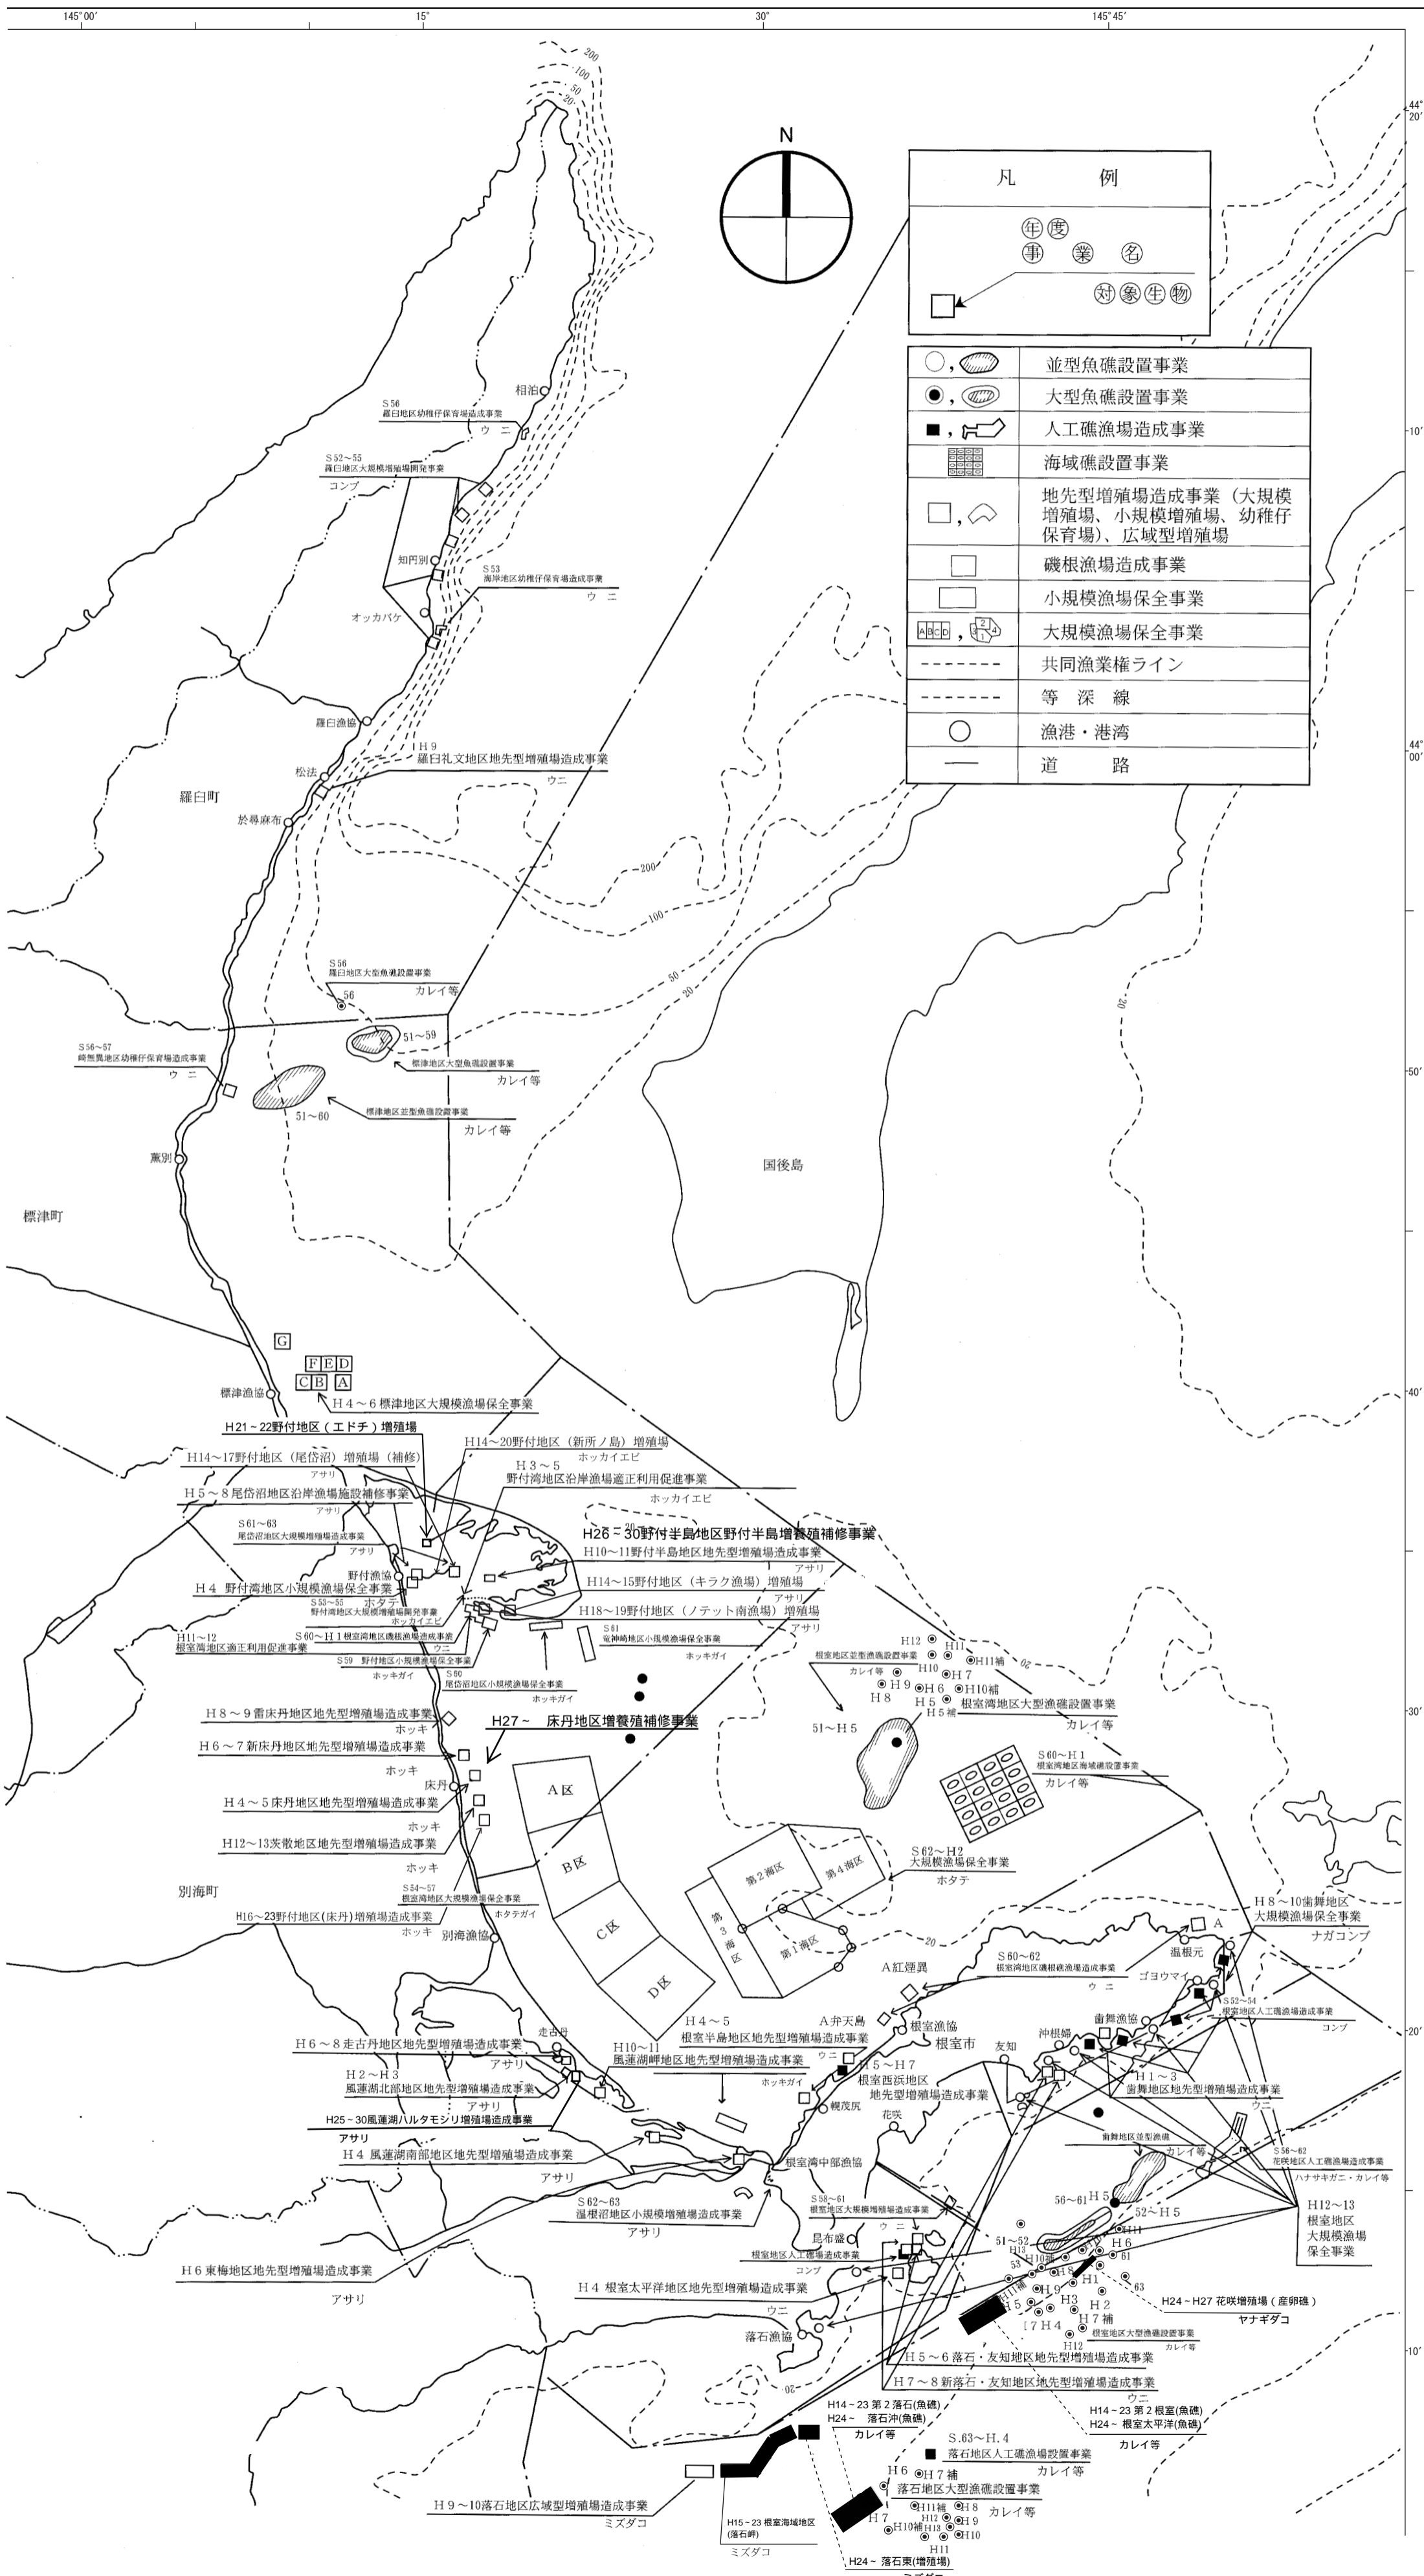 145°00′
15°
30°
145°45′
200
100
50
20
44°
20′
N
凡 例
年 度
事 業 名
対 象 生 物
並型魚礁設置事業
大型魚礁設置事業
人工礁漁場造成事業
海域礁設置事業
地先型増殖場造成事業（大規模
増殖場、小規模増殖場、幼稚仔
保育場）、広域型増殖場
磯根漁場造成事業
小規模漁場保全事業
ABCD
大規模漁場保全事業
共同漁業権ライン
等 深 線
漁港・港湾
道 路
相泊
S56
羅臼地区幼稚仔保育場造成事業
ウ ニ
10′
S52～55
羅臼地区大規模増殖場開発事業
コンブ
知円別
S53
海岸地区幼稚仔保育場造成事業
ウ ニ
オッカバケ
羅臼漁協
H9
羅臼礼文地区地先型増殖場造成事業
ウニ
松法
羅臼町
於尋麻布
44°
00′
200
100
50
20
20
S56
羅臼地区大型魚礁設置事業
カレイ等
56
51～59
標津地区大型魚礁設置事業
カレイ等
S56～57
崎無異地区幼稚仔保育場造成事業
ウ ニ
51～60
標津地区並型魚礁設置事業
カレイ等
50′
薫別
国後島
標津町
G
F E D
C B A
H4～6標津地区大規模漁場保全事業
標津漁協
40′
H21~22野付地区（エドチ）増殖場
H14～20野付地区（新所ノ島）増殖場
ホッカイエビ
H14～17野付地区（尾岱沼）増殖場（補修）
アサリ
H3～5
野付湾地区沿岸漁場適正利用促進事業
ホッカイエビ
H5～8尾岱沼地区沿岸漁場施設補修事業
アサリ
S61～63
尾岱沼地区大規模増殖場造成事業
アサリ
20
H26~30野付半島地区野付半島増養殖補修事業
H10～11野付半島地区地先型増殖場造成事業
アサリ
野付漁協
H4 野付湾地区小規模漁場保全事業
ホタテ
H14～15野付地区（キラク漁場）増殖場
アサリ
S53～55
野付湾地区大規模増殖場開発事業
ホッカイエビ
H18～19野付地区（ノテット南漁場）増殖場
アサリ
S60～H1根室湾地区磯根漁場造成事業
ウニ
H11～12
根室湾地区適正利用促進事業
S61
竜神崎地区小規模漁場保全事業
ホッキガイ
S59 野付地区小規模漁場保全事業
ホッキガイ
S60
尾岱沼地区小規模漁場保全事業
ホッキガイ
H12
H11
根室地区並型漁礁設置事業
カレイ等
H11補
H10
H7
H9
H6
H10補
H8
H5
H5補
根室湾地区大型漁礁設置事業
カレイ等
20
51～H5
30′
H8～9雷床丹地区地先型増殖場造成事業
ホッキ
H27~ 床丹地区増養殖補修事業
H6～7新床丹地区地先型増殖場造成事業
ホッキ
床丹
S60～H1
根室湾地区海域礁設置事業
カレイ等
H4～5床丹地区地先型増殖場造成事業
ホッキ
H12～13茨散地区地先型増殖場造成事業
ホッキ
A区
B区
C区
D区
S54～57
根室湾地区大規模漁場保全事業
ホタテガイ
別海町
H16～23野付地区(床丹)増殖場造成事業
ホッキ
別海漁協
S62～H2
大規模漁場保全事業
ホタテ
第2海区
第4海区
第3海区
第1海区
20
H8～10歯舞地区
大規模漁場保全事業
ナガコンブ
A
温根元
ゴヨウマイ
S60～62
根室湾地区磯根礁漁場造成事業
ウ ニ
A紅煙異
S52～54
根室地区人工礁漁場造成事業
コンブ
A弁天島
根室漁協
根室市
歯舞漁協
沖根婦
友知
20′
H4～5
根室半島地区地先型増殖場造成事業
ウニ
H6～8走古丹地区地先型増殖場造成事業
アサリ
走古丹
H10～11
風蓮湖岬地区地先型増殖場造成事業
ホッキガイ
H5～H7
根室西浜地区
地先型増殖場造成事業
H2～H3
風蓮湖北部地区地先型増殖場造成事業
アサリ
H1～3
歯舞地区地先型増殖場造成事業
ウニ
幌茂尻
花咲
H25~30風蓮湖ハルタモシリ増殖場造成事業
アサリ
H4 風蓮湖南部地区地先型増殖場造成事業
アサリ
歯舞地区並型漁礁
カレイ等
S56～62
花咲地区人工礁漁場造成事業
ハナサキガニ・カレイ等
根室湾中部漁協
S62～63
温根沼地区小規模増殖場造成事業
アサリ
S58～61
根室地区大規模増殖場造成事業
ウ ニ
56～61
H5
52～H5
H12～13
根室地区
大規模漁場
保全事業
昆布盛
根室地区人工礁場造成事業
コンブ
H6東梅地区地先型増殖場造成事業
アサリ
H4 根室太平洋地区地先型増殖場造成事業
ウニ
51～52
H13
H10補
53
H11
H6
61
H8
H11補
H9
H1
63
H5
H3
H2
H4
H7補
H12
根室地区大型漁礁設置事業
カレイ等
H24~H27 花咲増殖場（産卵礁）
ヤナギダコ
落石漁協
10′
H5～6落石・友知地区地先型増殖場造成事業
H7～8新落石・友知地区地先型増殖場造成事業
ウニ
20
H14~23 第2落石(魚礁)
H24~ 落石沖(魚礁)
カレイ等
H14~23 第2根室(魚礁)
H24~ 根室太平洋(魚礁)
カレイ等
S.63～H.4
落石地区人工礁漁場設置事業
カレイ等
H6
H7補
落石地区大型漁礁設置事業
カレイ等
H9～10落石地区広域型増殖場造成事業
ミズダコ
H7
H11補
H8
H12
H9
H10補
H13
H10
H11
H15~23 根室海域地区
(落石岬)
ミズダコ
H24~ 落石東(増殖場)
ミズダコ